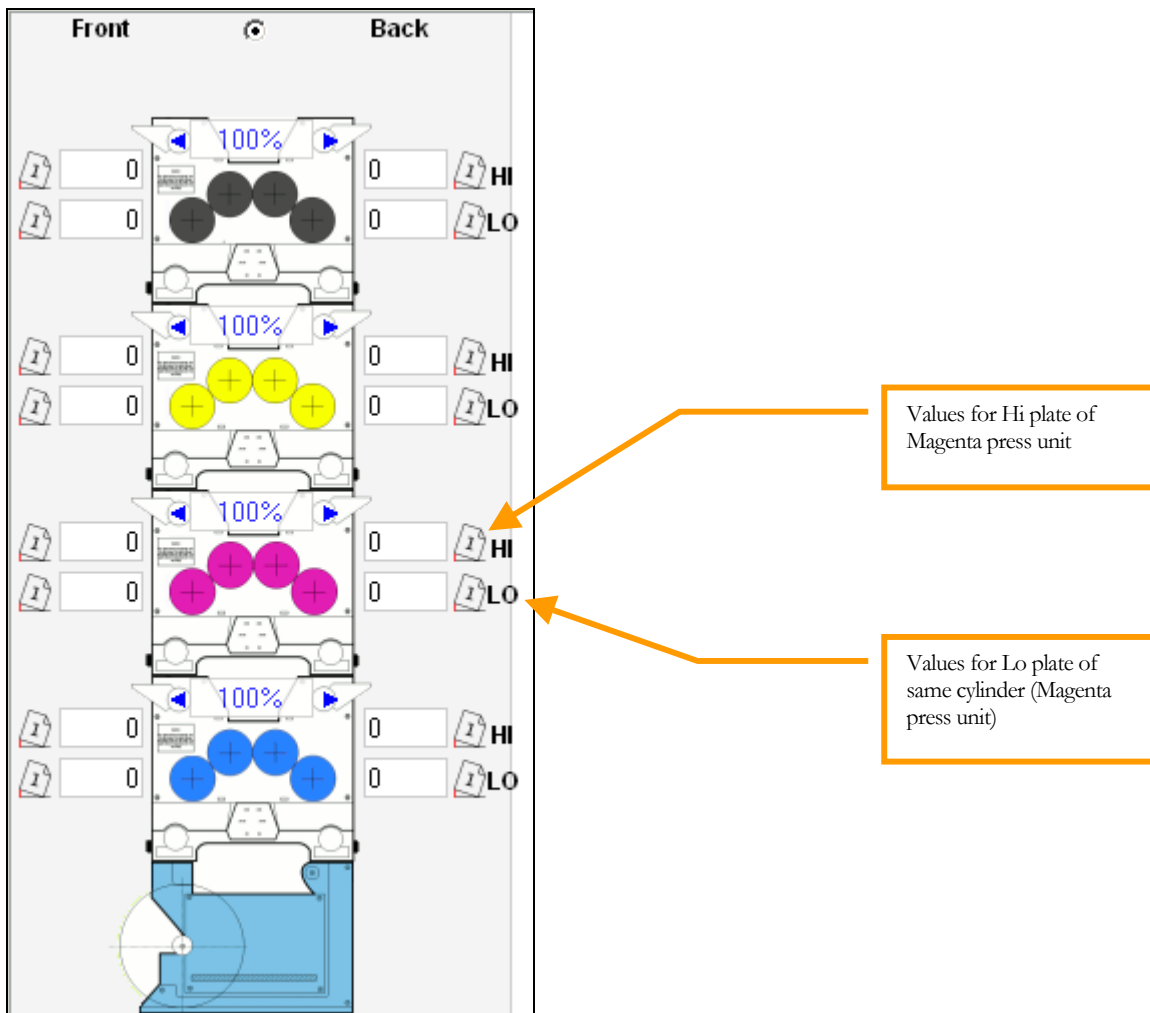 Front Back
100%
0 0 HI
0 0 LO
100%
0 0 HI
0 0 LO
100%
0 0 HI
0 0 LO
100%
0 0 HI
0 0 LO
Values for Hi plate of
Magenta press unit
Values for Lo plate of
same cylinder (Magenta
press unit)